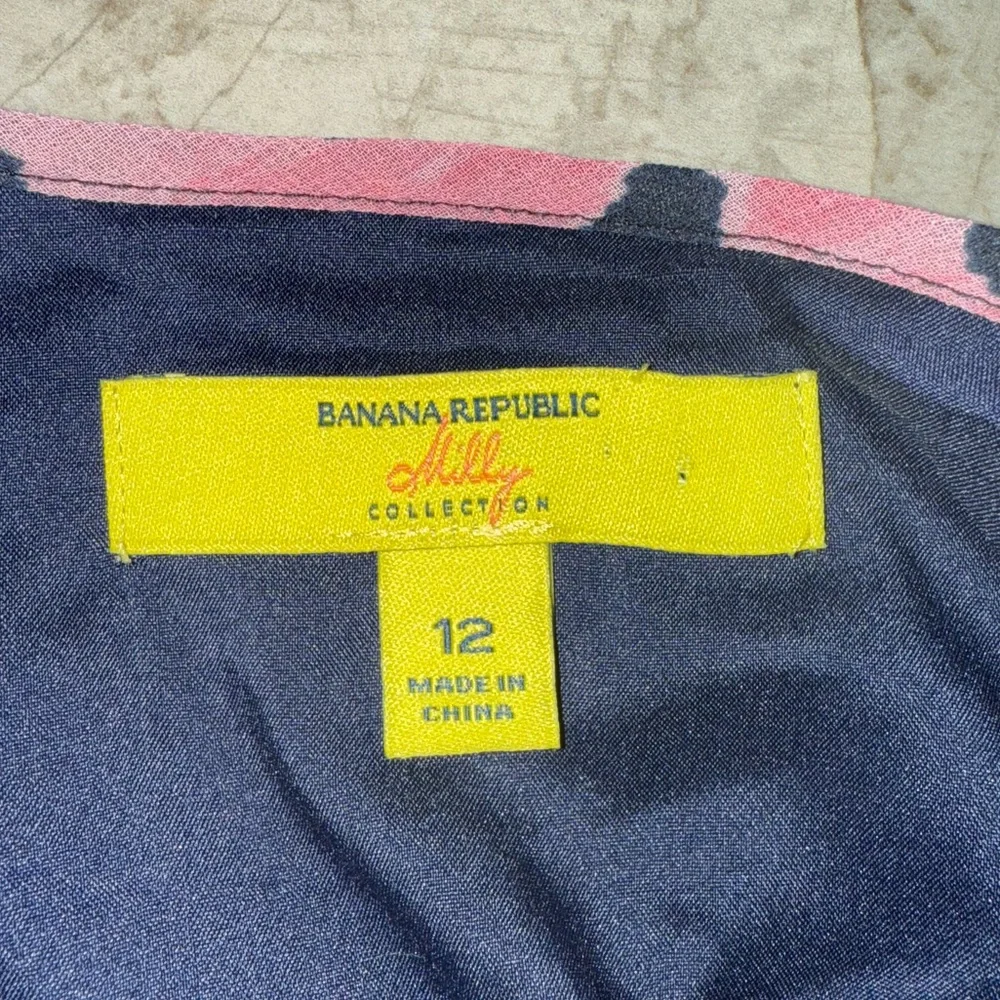 BANANA REPUBLIC
Milly
COLLECTION
12
MADE IN
CHINA